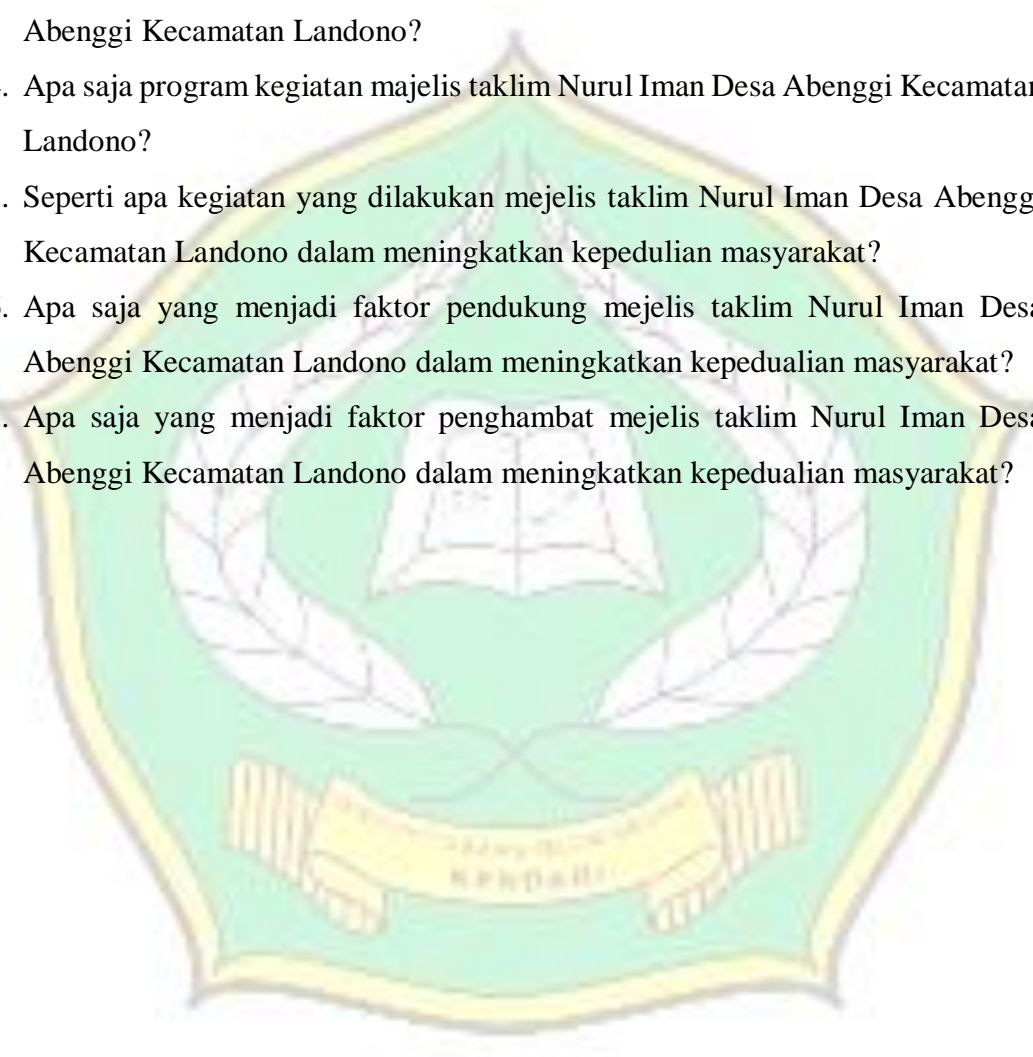 Abenggi Kecamatan Landono?
. Apa saja program kegiatan majelis taklim Nurul Iman Desa Abenggi Kecamatan
Landono?
. Seperti apa kegiatan yang dilakukan mejelis taklim Nurul Iman Desa Abengg
Kecamatan Landono dalam meningkatkan kepedulian masyarakat?
. Apa saja yang menjadi faktor pendukung mejelis taklim Nurul Iman Desa
Abenggi Kecamatan Landono dalam meningkatkan kepedualian masyarakat?
. Apa saja yang menjadi faktor penghambat mejelis taklim Nurul Iman Desa
Abenggi Kecamatan Landono dalam meningkatkan kepedualian masyarakat?
KENDARI